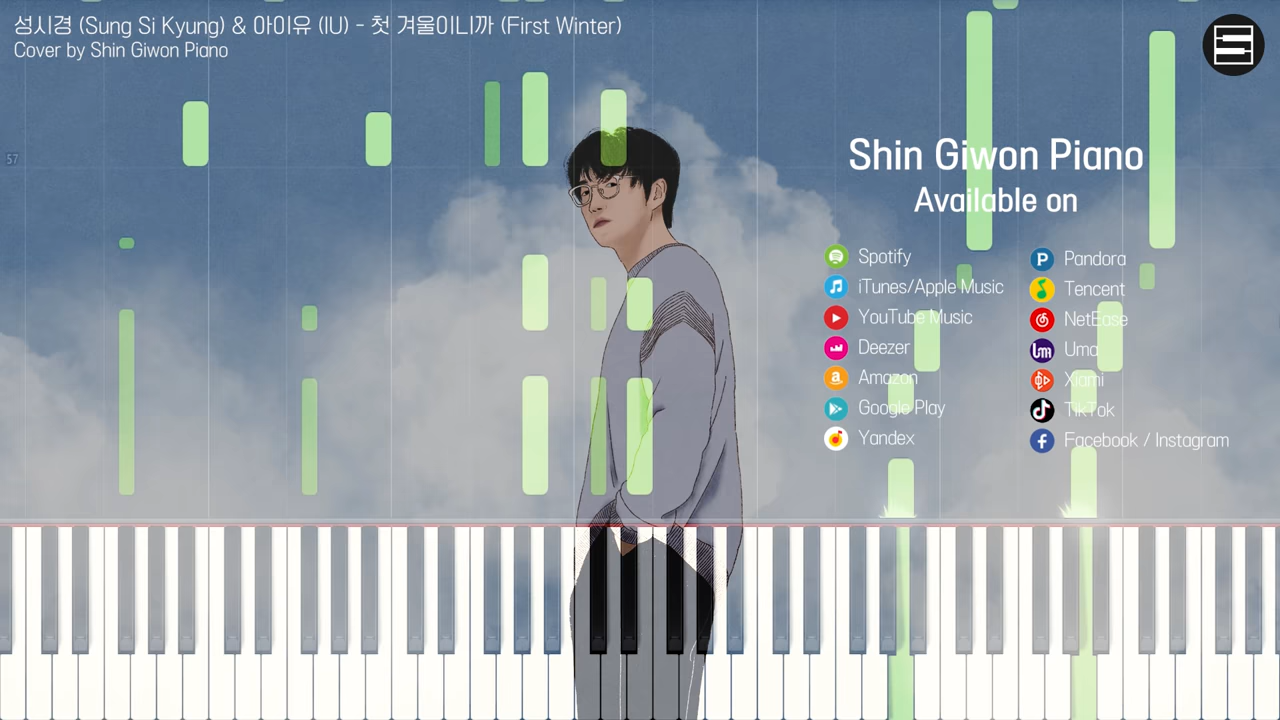 성시경 (Sung Si Kyung) & 아이유 (IU) - 첫 겨울이니까 (First Winter)
Cover by Shin Giwon Piano
57
Shin Giwon Piano
Available on
Spotify
iTunes/Apple Music
YouTube Music
Deezer
Amazon
Google Play
Yandex
P Pandora
Tencent
NetEase
Uma
Xiami
TikTok
Facebook / Instagram